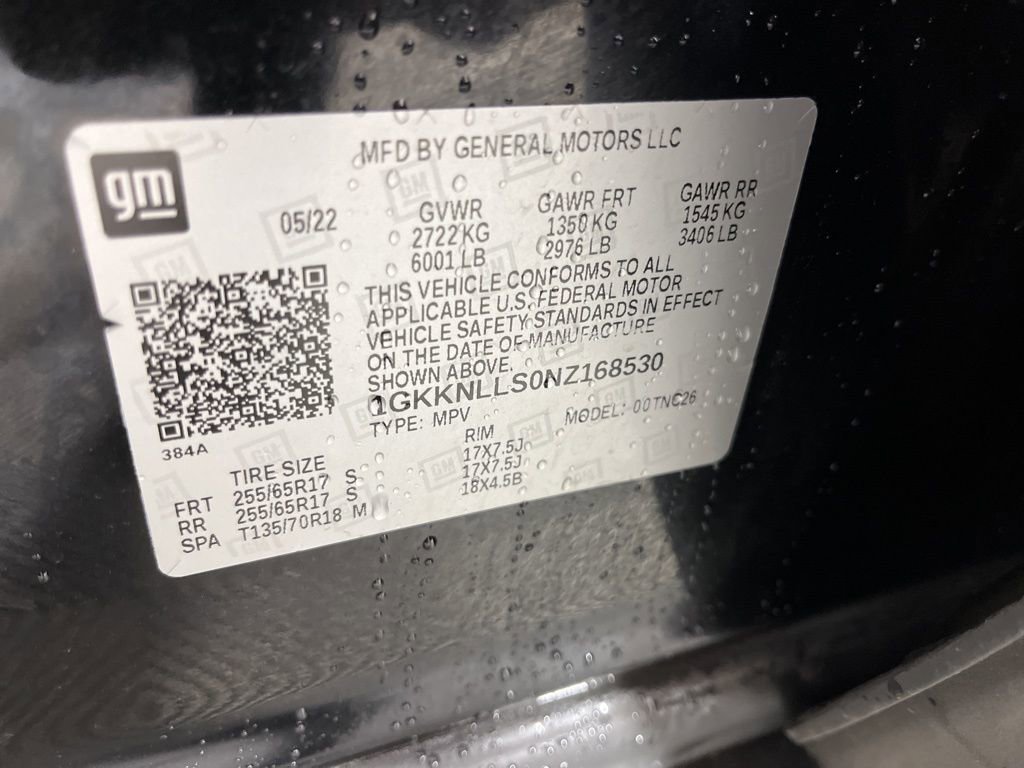 MFD BY GENERAL MOTORS LLC
gm
05/22
GVWR
2722 KG
6001 LB
GAWR FRT
1350 KG
2976 LB
GAWR RR
1545 KG
3406 LB
THIS VEHICLE CONFORMS TO ALL
APPLICABLE U.S. FEDERAL MOTOR
VEHICLE SAFETY STANDARDS IN EFFECT
ON THE DATE OF MANUFACTURE
SHOWN ABOVE.
1GKKNLLS0NZ168530
TYPE: MPV MODEL: 00TNC26
384A
TIRE SIZE RIM
FRT 255/65R17 S 17X7.5J
RR 255/65R17 S 17X7.5J
SPA T135/70R18 M 18X4.5B